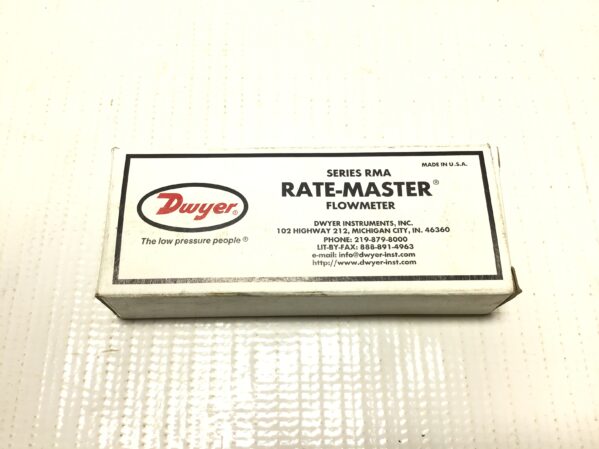 MADE IN U.S.A.
SERIES RMA
RATE-MASTER®
FLOWMETER
Dwyer®
The low pressure people®
DWYER INSTRUMENTS, INC.
102 HIGHWAY 212, MICHIGAN CITY, IN. 46360
PHONE: 219-879-8000
LIT-BY-FAX: 888-891-4963
e-mail: info@dwyer-inst.com
http://www.dwyer-inst.com